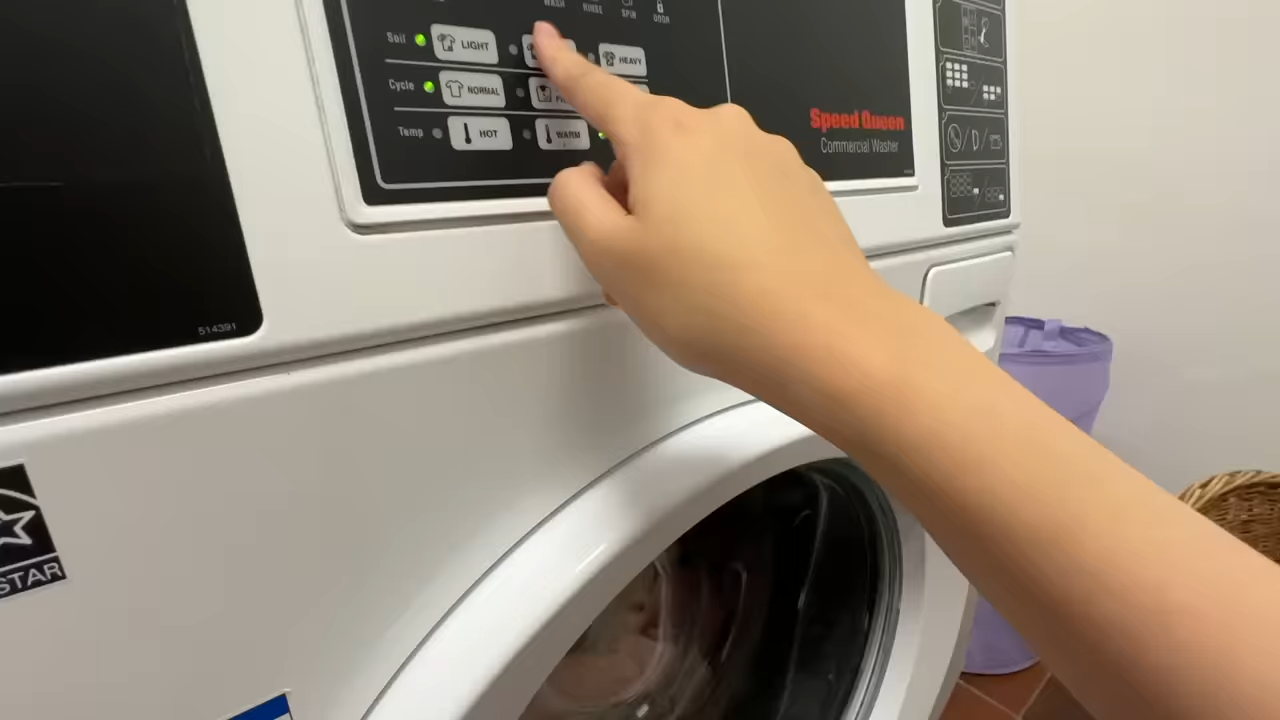 WASH RINSE SPIN DOOR
Soil LIGHT HEAVY
Cycle NORMAL
Temp HOT WARM
Speed Queen
Commercial Washer
514391
STAR